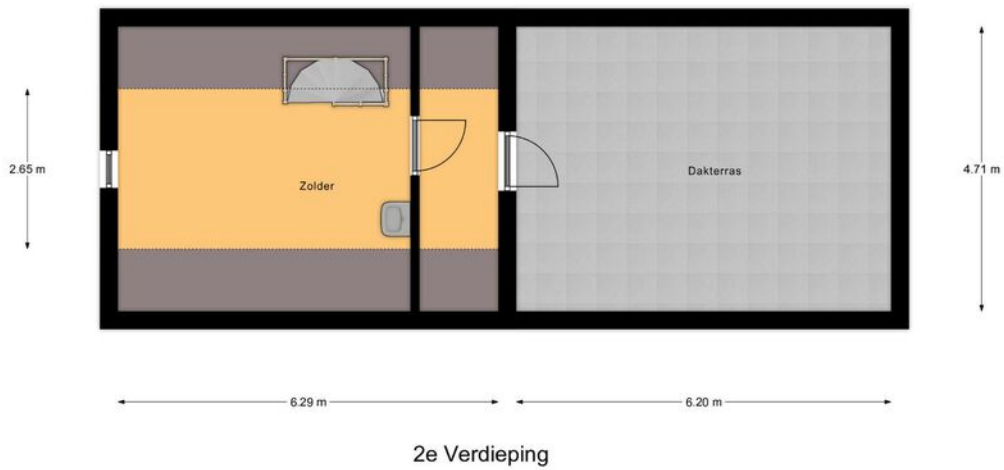 2.65 m
Zolder
Dakterras
4.71 m
6.29 m
6.20 m
2e Verdieping